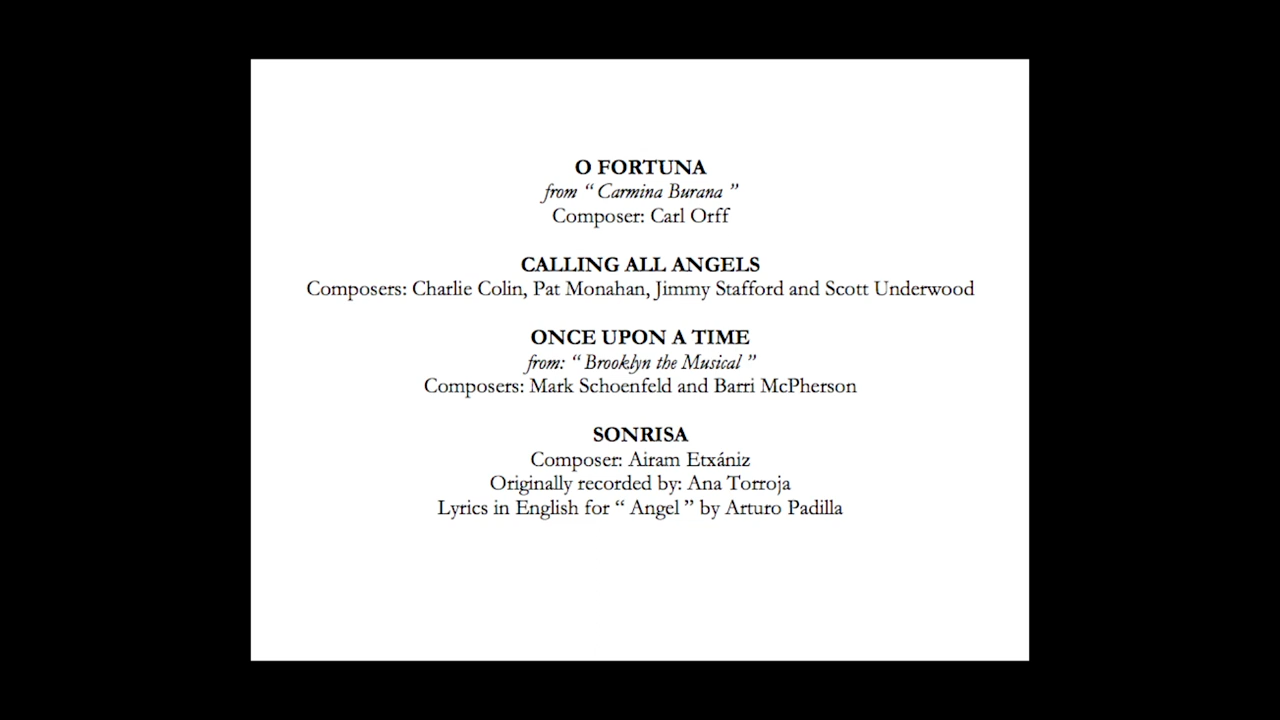 O FORTUNA
from “ Carmina Burana ”
Composer: Carl Orff
CALLING ALL ANGELS
Composers: Charlie Colin, Pat Monahan, Jimmy Stafford and Scott Underwood
ONCE UPON A TIME
from: “ Brooklyn the Musical ”
Composers: Mark Schoenfeld and Barri McPherson
SONRISA
Composer: Airam Etxániz
Originally recorded by: Ana Torroja
Lyrics in English for “ Angel ” by Arturo Padilla